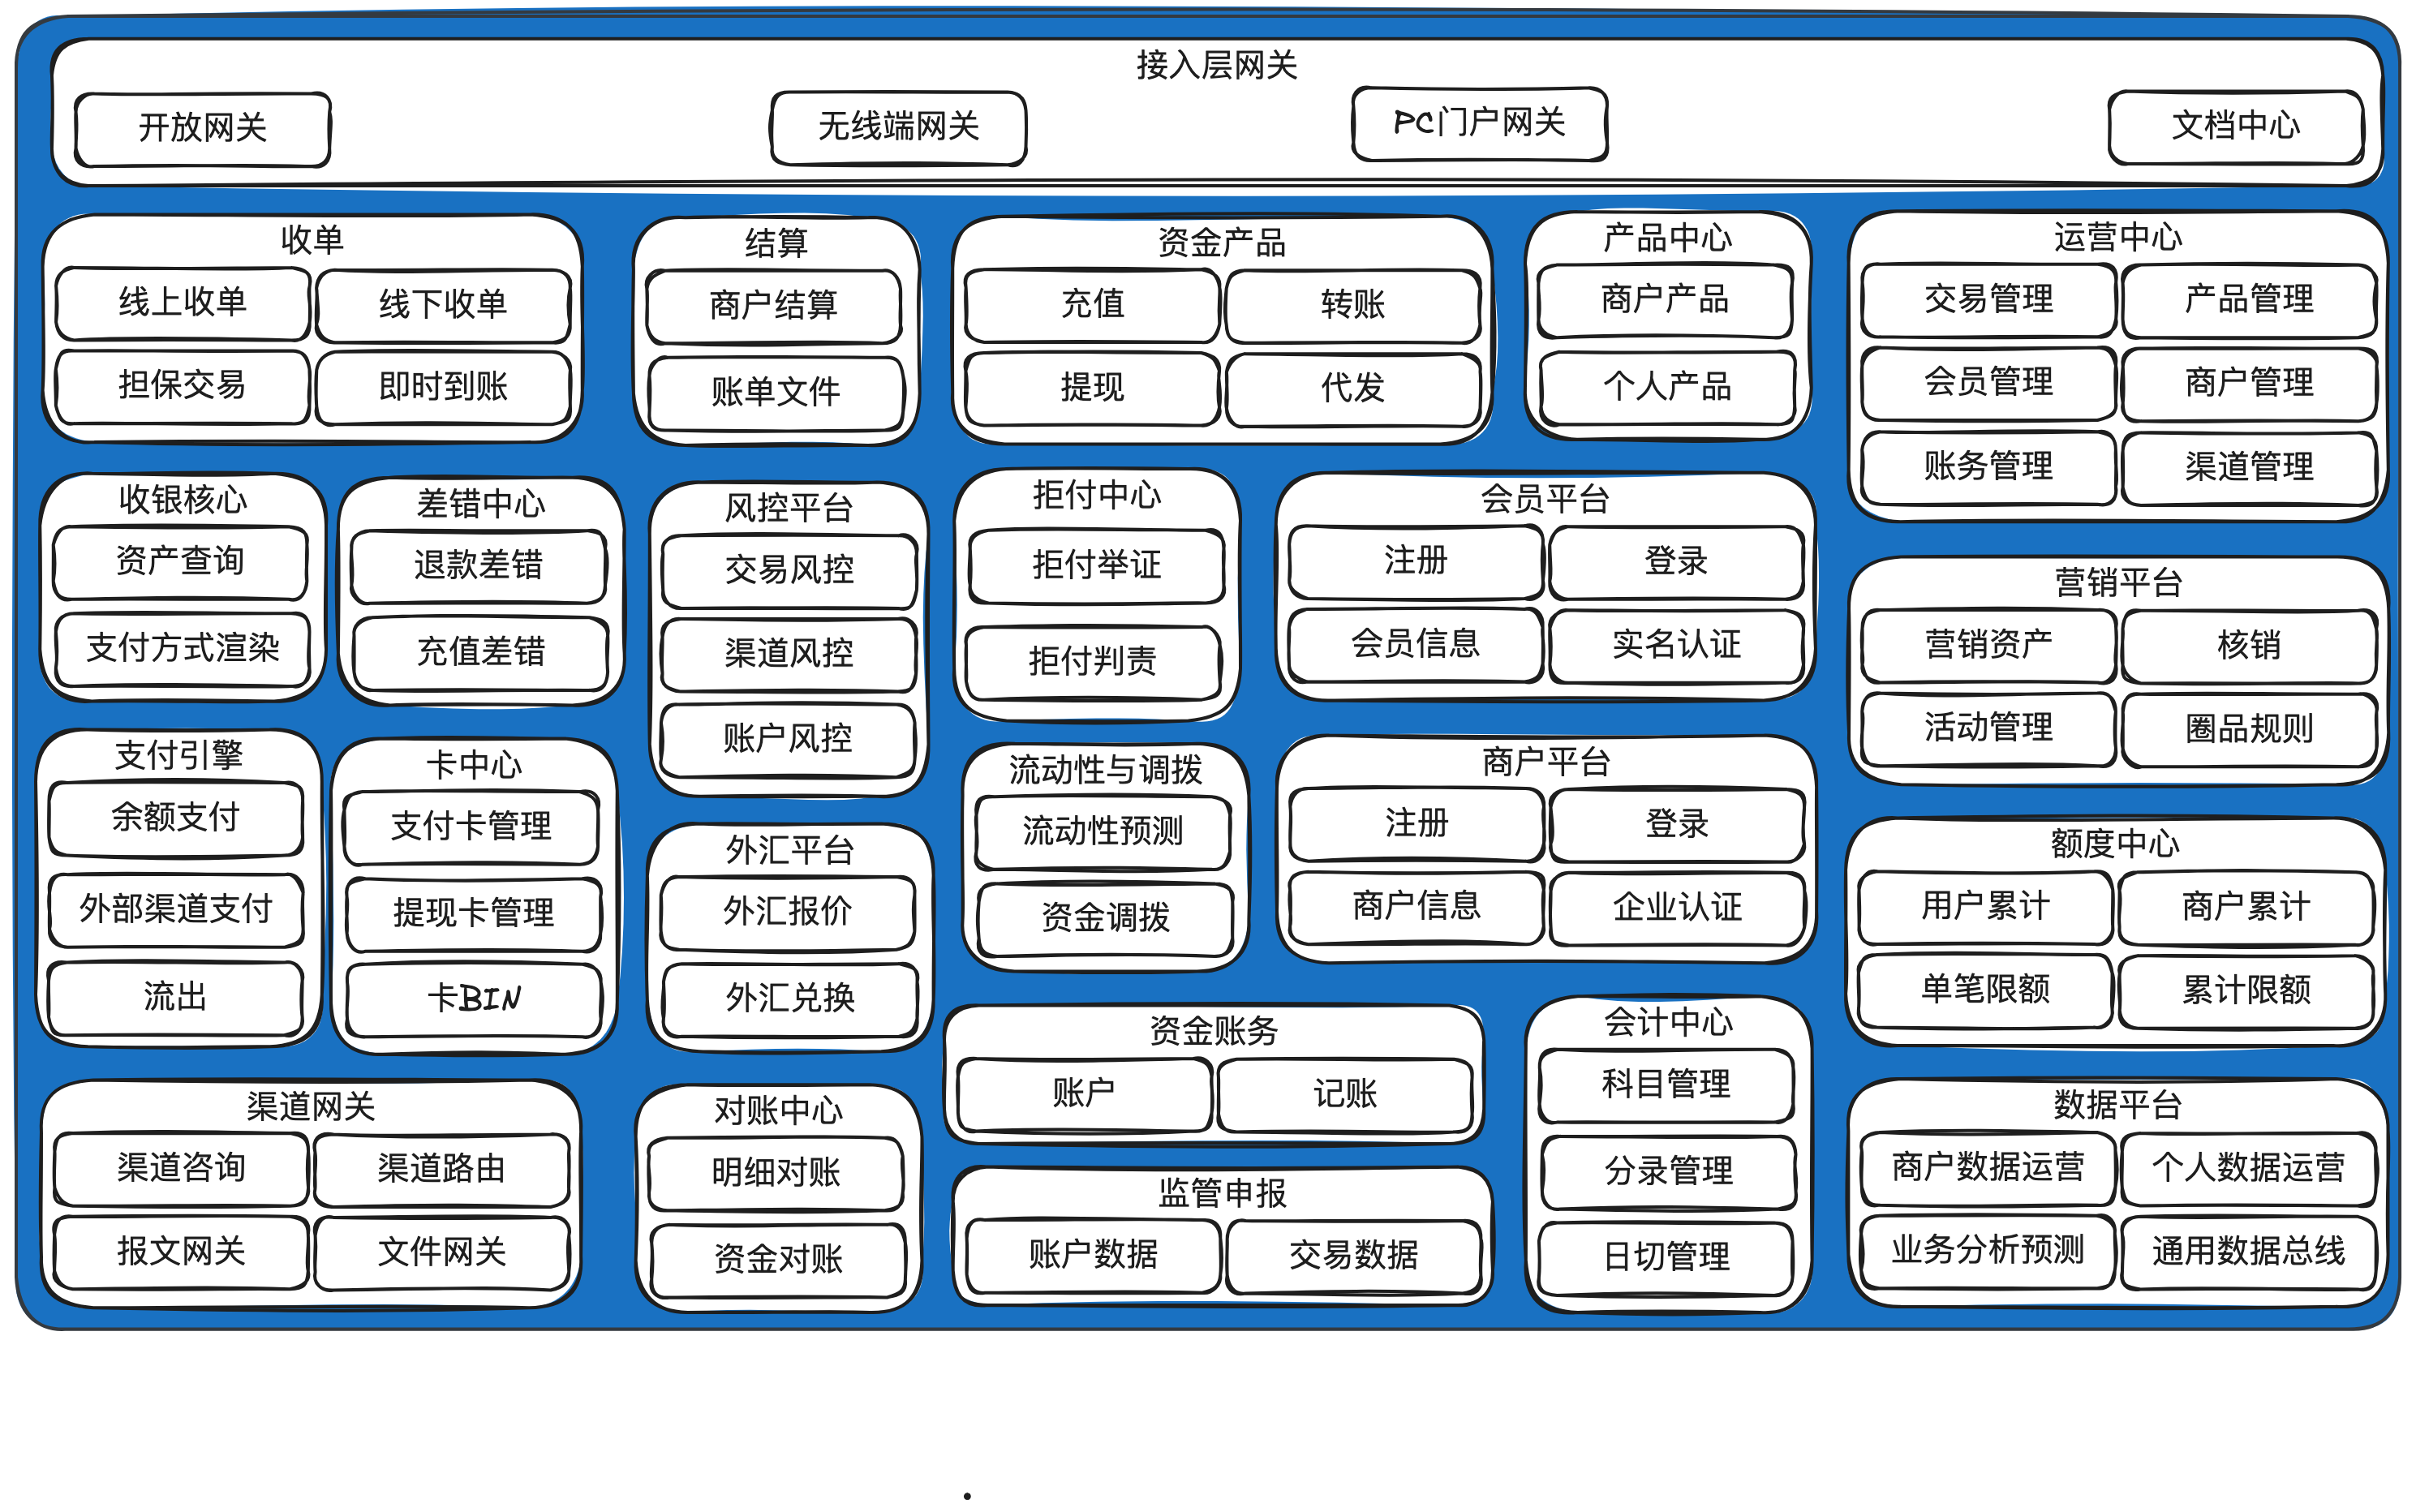 接入层网关
开放网关
无线端网关
PC门户网关
文档中心
收单
线上收单
线下收单
担保交易
即时到账
结算
商户结算
账单文件
资金产品
充值
转账
提现
代发
产品中心
商户产品
个人产品
运营中心
交易管理
产品管理
会员管理
商户管理
账务管理
渠道管理
收银核心
资产查询
支付方式渲染
差错中心
退款差错
充值差错
风控平台
交易风控
渠道风控
账户风控
拒付中心
拒付举证
拒付判责
会员平台
注册
登录
会员信息
实名认证
营销平台
营销资产
核销
活动管理
圈品规则
支付引擎
余额支付
外部渠道支付
流出
卡中心
支付卡管理
提现卡管理
卡BIN
外汇平台
外汇报价
外汇兑换
流动性与调拨
流动性预测
资金调拨
商户平台
注册
登录
商户信息
企业认证
额度中心
用户累计
商户累计
单笔限额
累计限额
渠道网关
渠道咨询
渠道路由
报文网关
文件网关
对账中心
明细对账
资金对账
资金账务
账户
记账
监管申报
账户数据
交易数据
会计中心
科目管理
分录管理
日切管理
数据平台
商户数据运营
个人数据运营
业务分析预测
通用数据总线